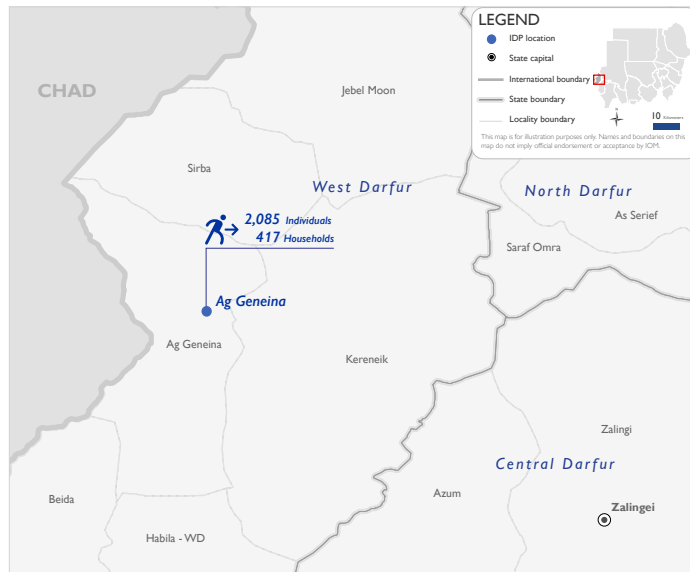 LEGEND
IDP location
State capital
International boundary
State boundary
Locality boundary
10 Kilometers
This map is for illustration purposes only. Names and boundaries on this
map do not imply official endorsement or acceptance by IOM.
CHAD
Jebel Moon
Sirba
West Darfur
North Darfur
As Serief
Saraf Omra
2,085 Individuals
417 Households
Ag Geneina
Ag Geneina
Kereneik
Zalingi
Central Darfur
Beida
Azum
Zalingei
Habila - WD